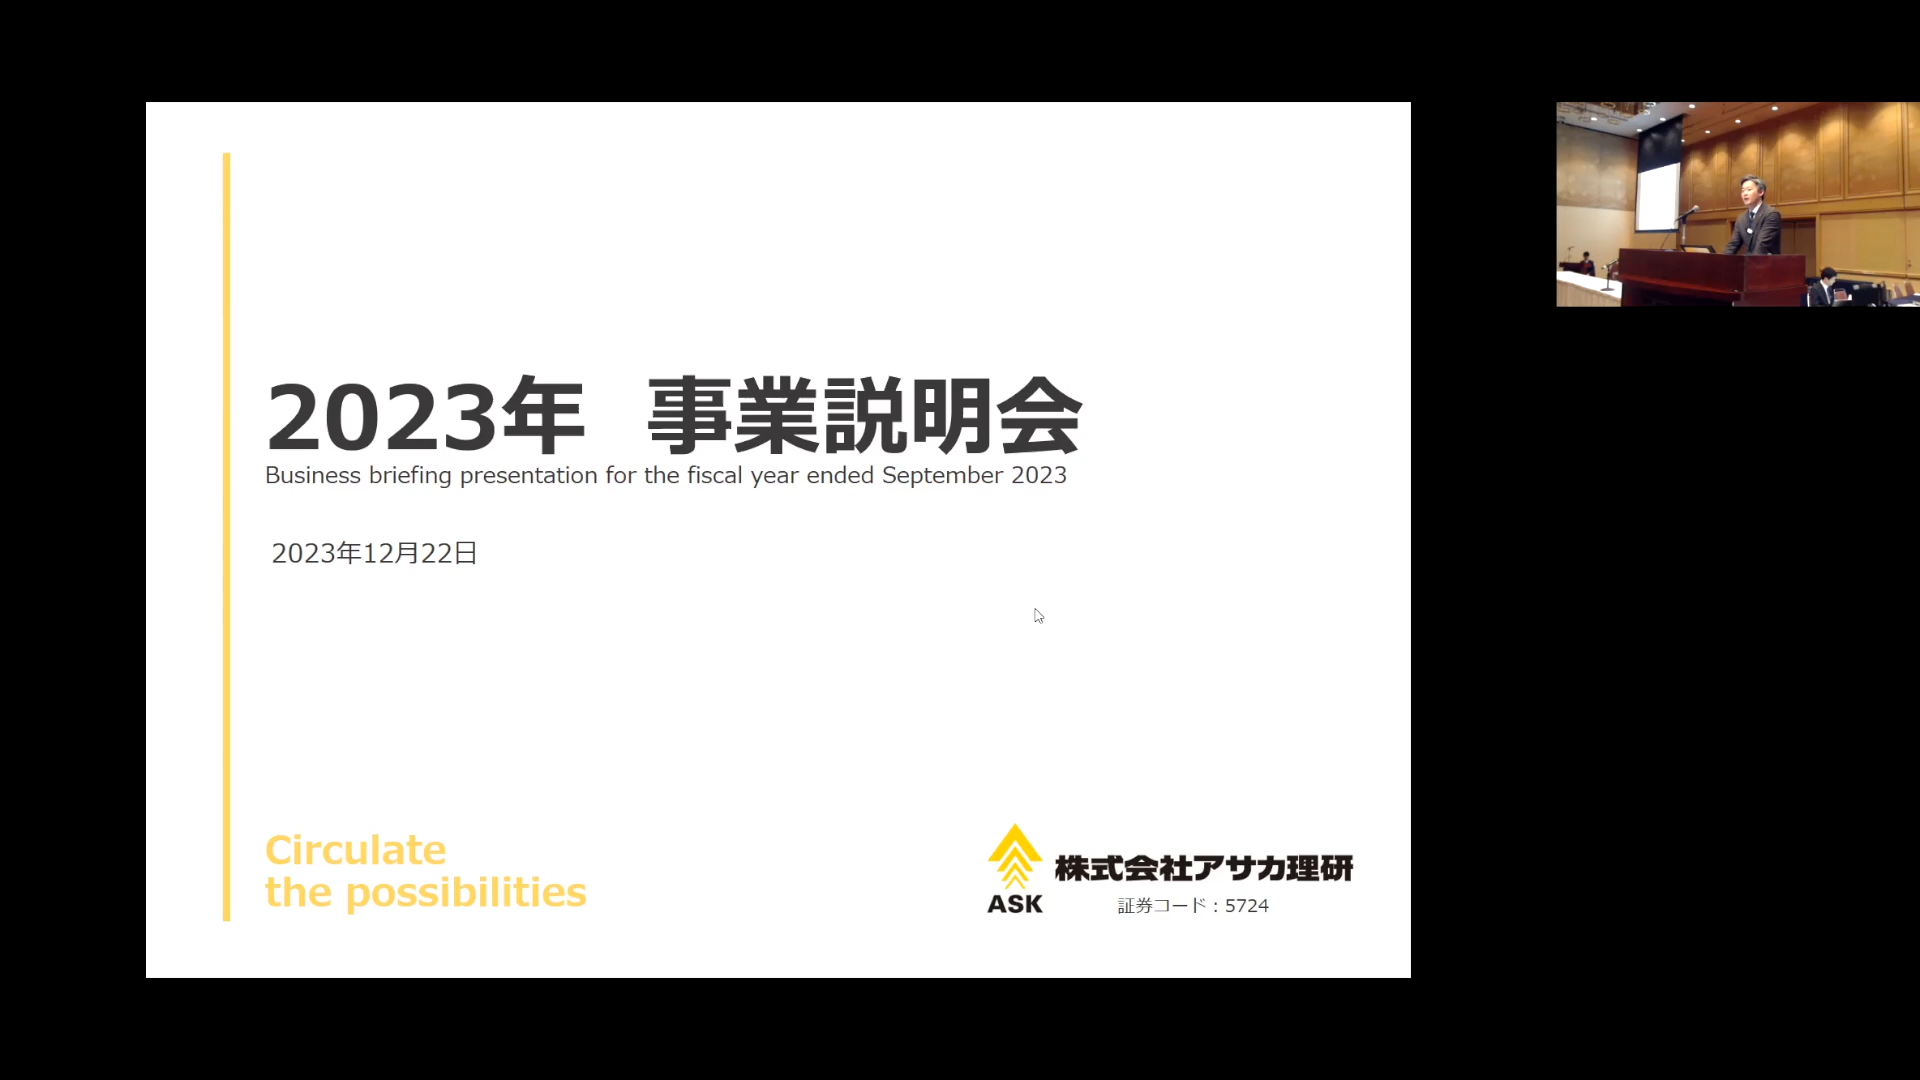 2023年　事業説明会
Business briefing presentation for the fiscal year ended September 2023
2023年12月22日
Circulate
the possibilities
ASK
株式会社アサカ理研
証券コード：5724